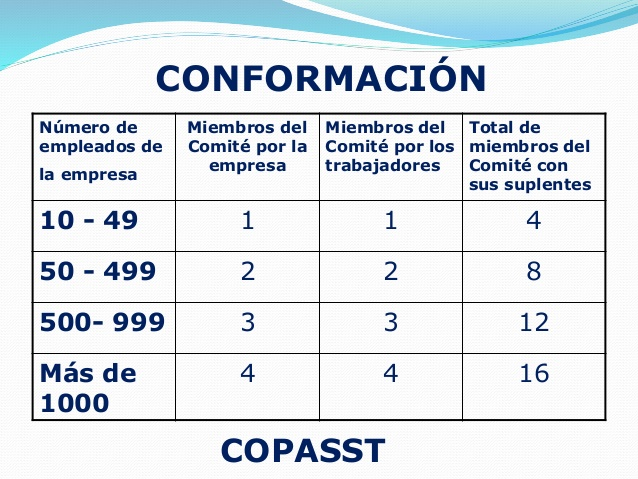 CONFORMACIÓN
Número de
empleados de
la empresa
Miembros del
Comité por la
empresa
Miembros del
Comité por los
trabajadores
Total de
miembros del
Comité con
sus suplentes
10 - 49
1
1
4
50 - 499
2
2
8
500- 999
3
3
12
Más de
1000
4
4
16
COPASST